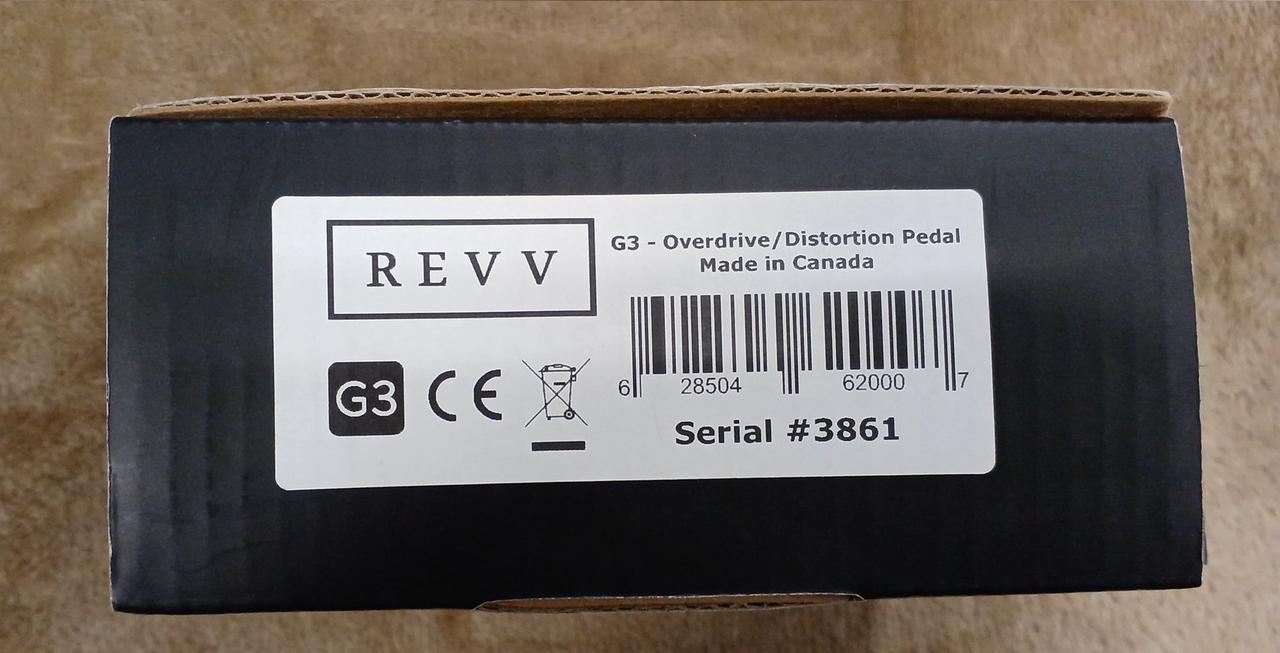 REVV
G3 - Overdrive/Distortion Pedal
Made in Canada
G3 CE
6 28504 62000 7
Serial #3861